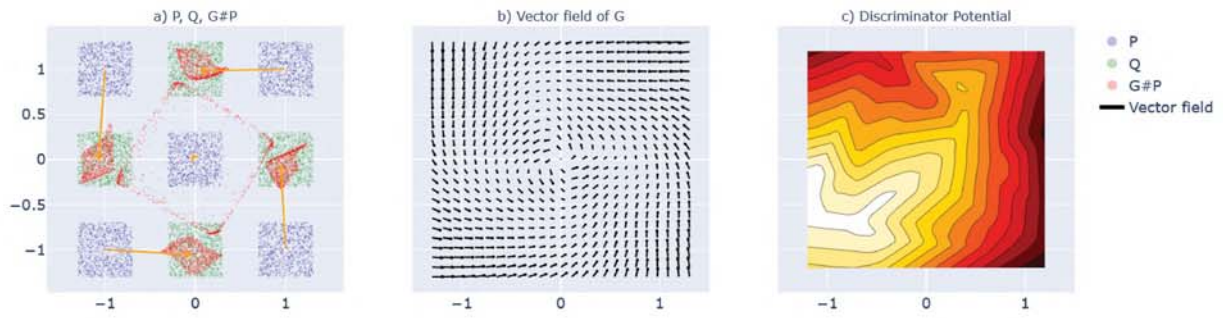 a) P, Q, G#P
b) Vector field of G
c) Discriminator Potential
1
0.5
0
−0.5
−1
−1 0 1
−1 0 1
−1 0 1
P
Q
G#P
Vector field